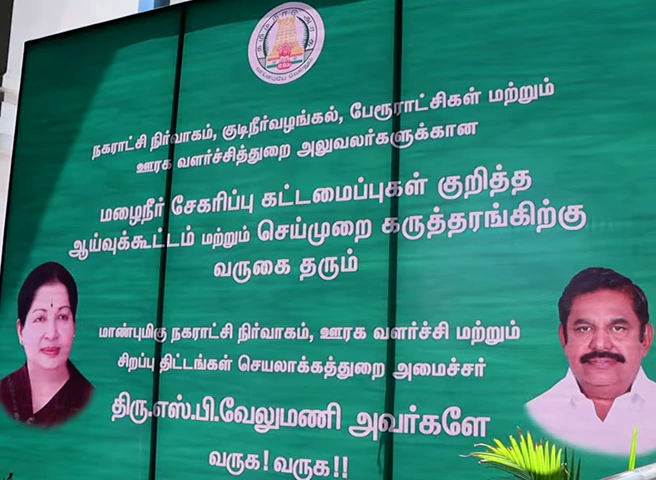 நகராட்சி நிர்வாகம், குடிநீர்வழங்கல், பேரூராட்சிகள் மற்றும்
ஊரக வளர்ச்சித்துறை அலுவலர்களுக்கான
மழைநீர் சேகரிப்பு கட்டமைப்புகள் குறித்த
ஆய்வுக்கூட்டம் மற்றும் செய்முறை கருத்தரங்கிற்கு
வருகை தரும்
மாண்புமிகு நகராட்சி நிர்வாகம், ஊரக வளர்ச்சி மற்றும்
சிறப்பு திட்டங்கள் செயலாக்கத்துறை அமைச்சர்
திரு.எஸ்.பி.வேலுமணி அவர்களே
வருக! வருக!!